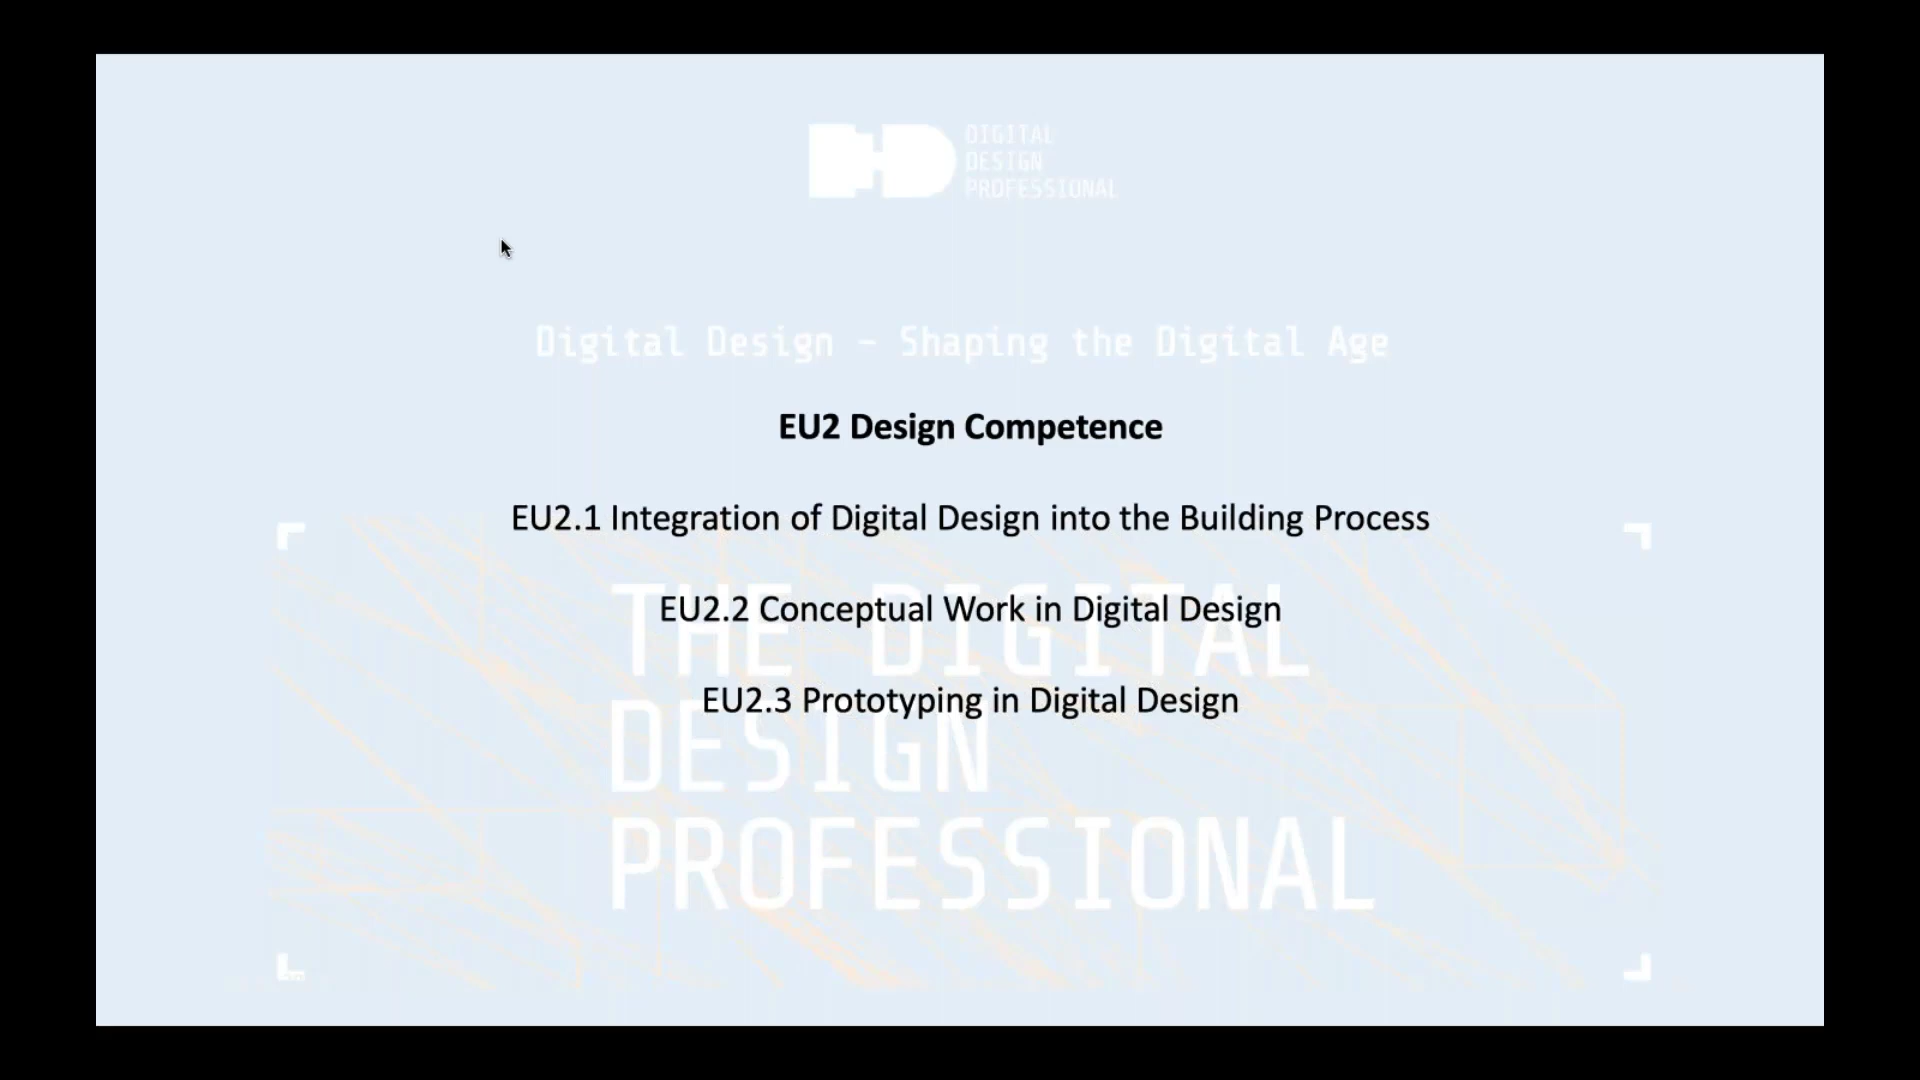 DIGITAL
DESIGN
PROFESSIONAL
Digital Design – Shaping the Digital Age
EU2 Design Competence
EU2.1 Integration of Digital Design into the Building Process
EU2.2 Conceptual Work in Digital Design
EU2.3 Prototyping in Digital Design
THE DIGITAL
DESIGN
PROFESSIONAL